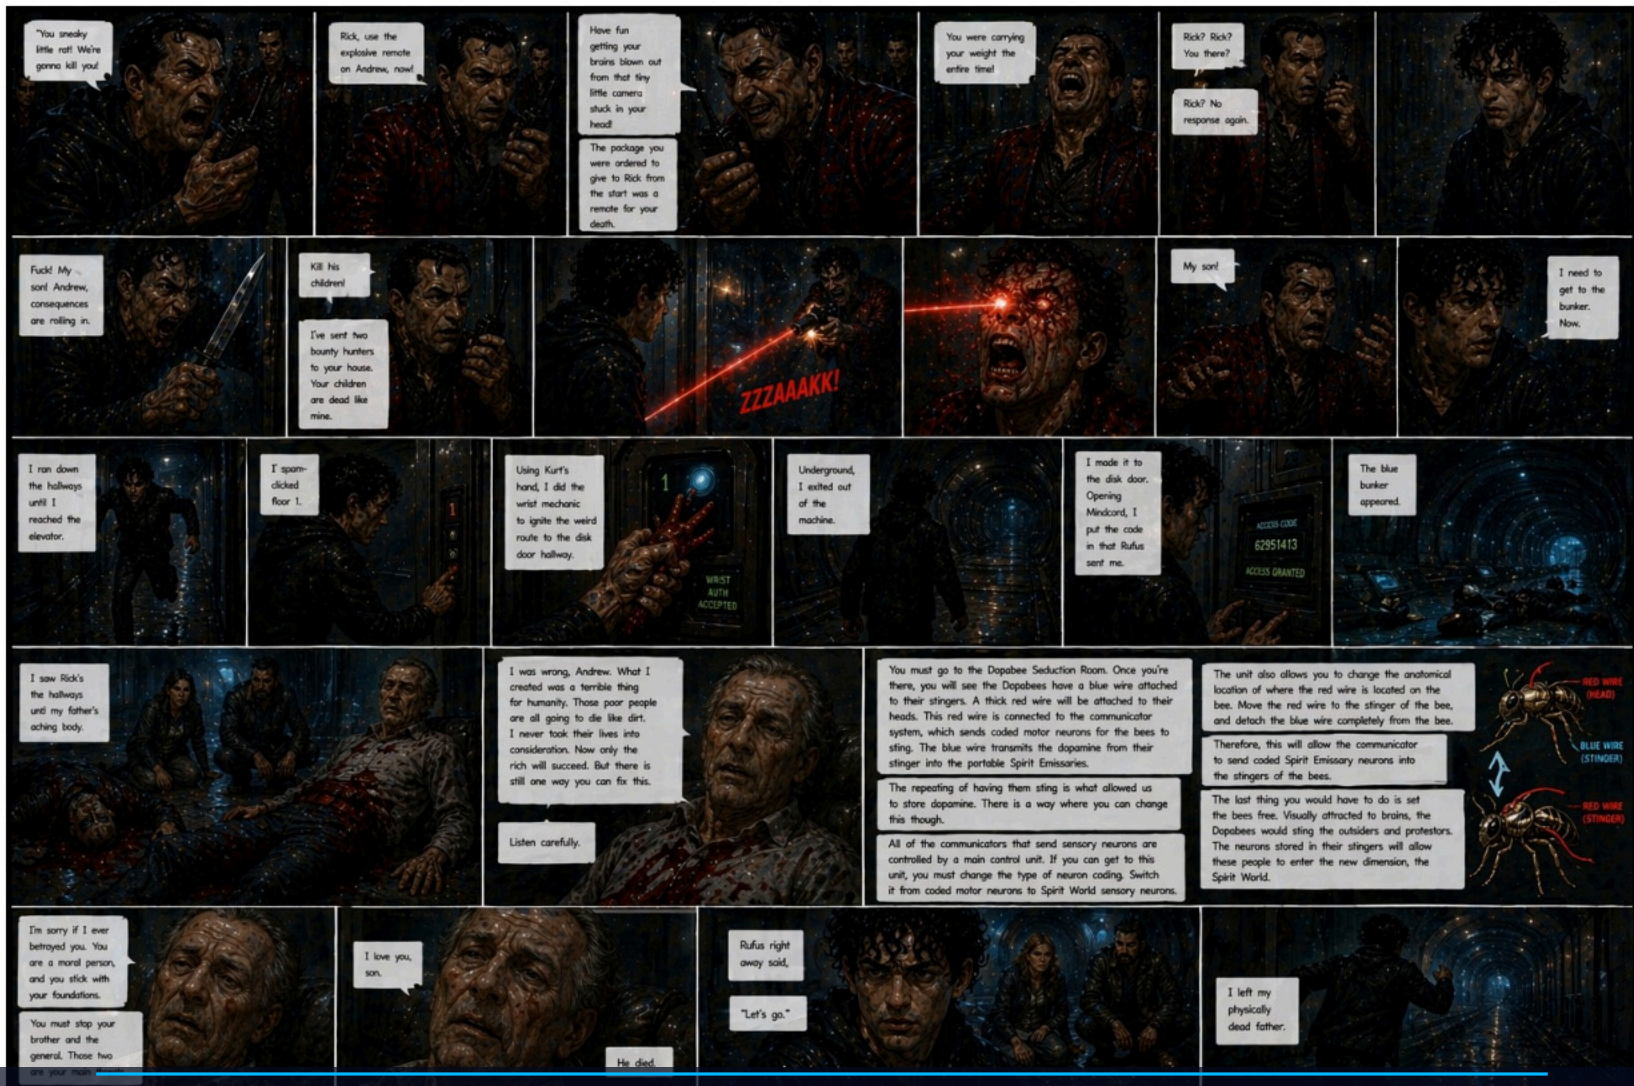 "You sneaky
little rat! We're
gonna kill you!
Rick, use the
explosive remote
on Andrew, now!
Have fun
getting your
brains blown out
from that tiny
little camera
stuck in your
head!
The package you
were ordered to
give to Rick from
the start was a
remote for your
death.
You were carrying
your weight the
entire time!
Rick? Rick?
You there?
Rick? No
response again.
Fuck! My
son! Andrew,
consequences
are rolling in.
Kill his
children!
I've sent two
bounty hunters
to your house.
Your children
are dead like
mine.
ZZZAAAKK!
My son!
I need to
get to the
bunker.
Now.
I ran down
the hallways
until I
reached the
elevator.
I spam-
clicked
floor 1.
1
Using Kurt's
hand, I did the
wrist mechanic
to ignite the weird
route to the disk
door hallway.
1
WRIST
AUTH
ACCEPTED
Underground,
I exited out
of the
machine.
I made it to
the disk door.
Opening
Mindcord, I
put the code
in that Rufus
sent me.
ACCESS CODE
62951413
ACCESS GRANTED
The blue
bunker
appeared.
I saw Rick's
the hallways
until my father's
aching body.
I was wrong, Andrew. What I
created was a terrible thing
for humanity. Those poor people
are all going to die like dirt.
I never took their lives into
consideration. Now only the
rich will succeed. But there is
still one way you can fix this.
Listen carefully.
You must go to the Dopabee Seduction Room. Once you're
there, you will see the Dopabees have a blue wire attached
to their stingers. A thick red wire will be attached to their
heads. This red wire is connected to the communicator
system, which sends coded motor neurons for the bees to
sting. The blue wire transmits the dopamine from their
stinger into the portable Spirit Emissaries.
The repeating of having them sting is what allowed us
to store dopamine. There is a way where you can change
this though.
All of the communicators that send sensory neurons are
controlled by a main control unit. If you can get to this
unit, you must change the type of neuron coding. Switch
it from coded motor neurons to Spirit World sensory neurons.
The unit also allows you to change the anatomical
location of where the red wire is located on the
bee. Move the red wire to the stinger of the bee,
and detach the blue wire completely from the bee.
Therefore, this will allow the communicator
to send coded Spirit Emissary neurons into
the stingers of the bees.
The last thing you would have to do is set
the bees free. Visually attracted to brains, the
Dopabees would sting the outsiders and protestors.
The neurons stored in their stingers will allow
these people to enter the new dimension, the
Spirit World.
RED WIRE
(HEAD)
BLUE WIRE
(STINGER)
RED WIRE
(STINGER)
I'm sorry if I ever
betrayed you. You
are a moral person,
and you stick with
your foundations.
You must stop your
brother and the
general. Those two
are your main
I love you,
son.
He died.
Rufus right
away said,
"Let's go."
I left my
physically
dead father.